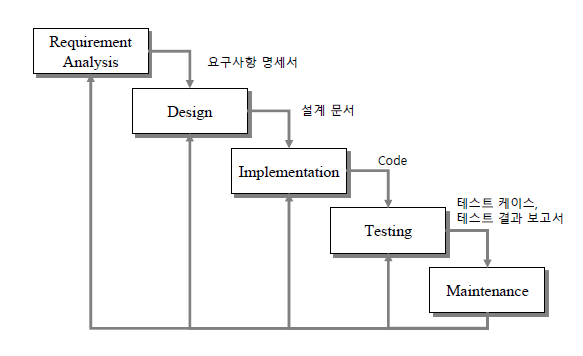 Requirement
Analysis
요구사항 명세서
Design
설계 문서
Implementation
Code
테스트 케이스,
테스트 결과 보고서
Testing
Maintenance